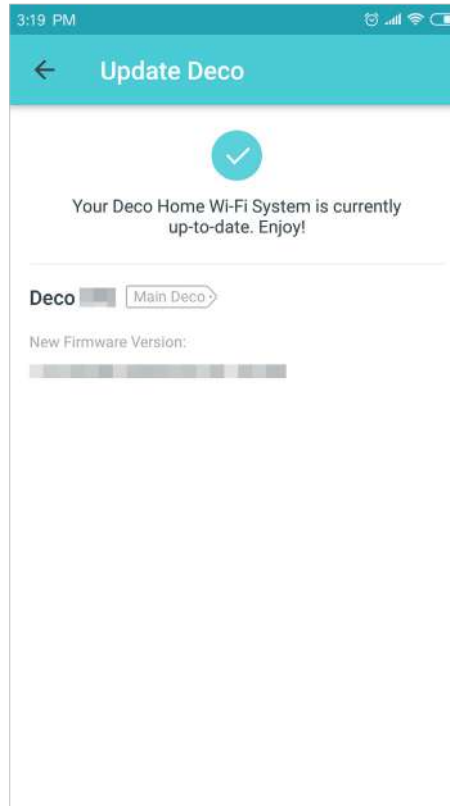 3:19 PM
Update Deco
Your Deco Home Wi-Fi System is currently
up-to-date. Enjoy!
Deco
Main Deco
New Firmware Version: